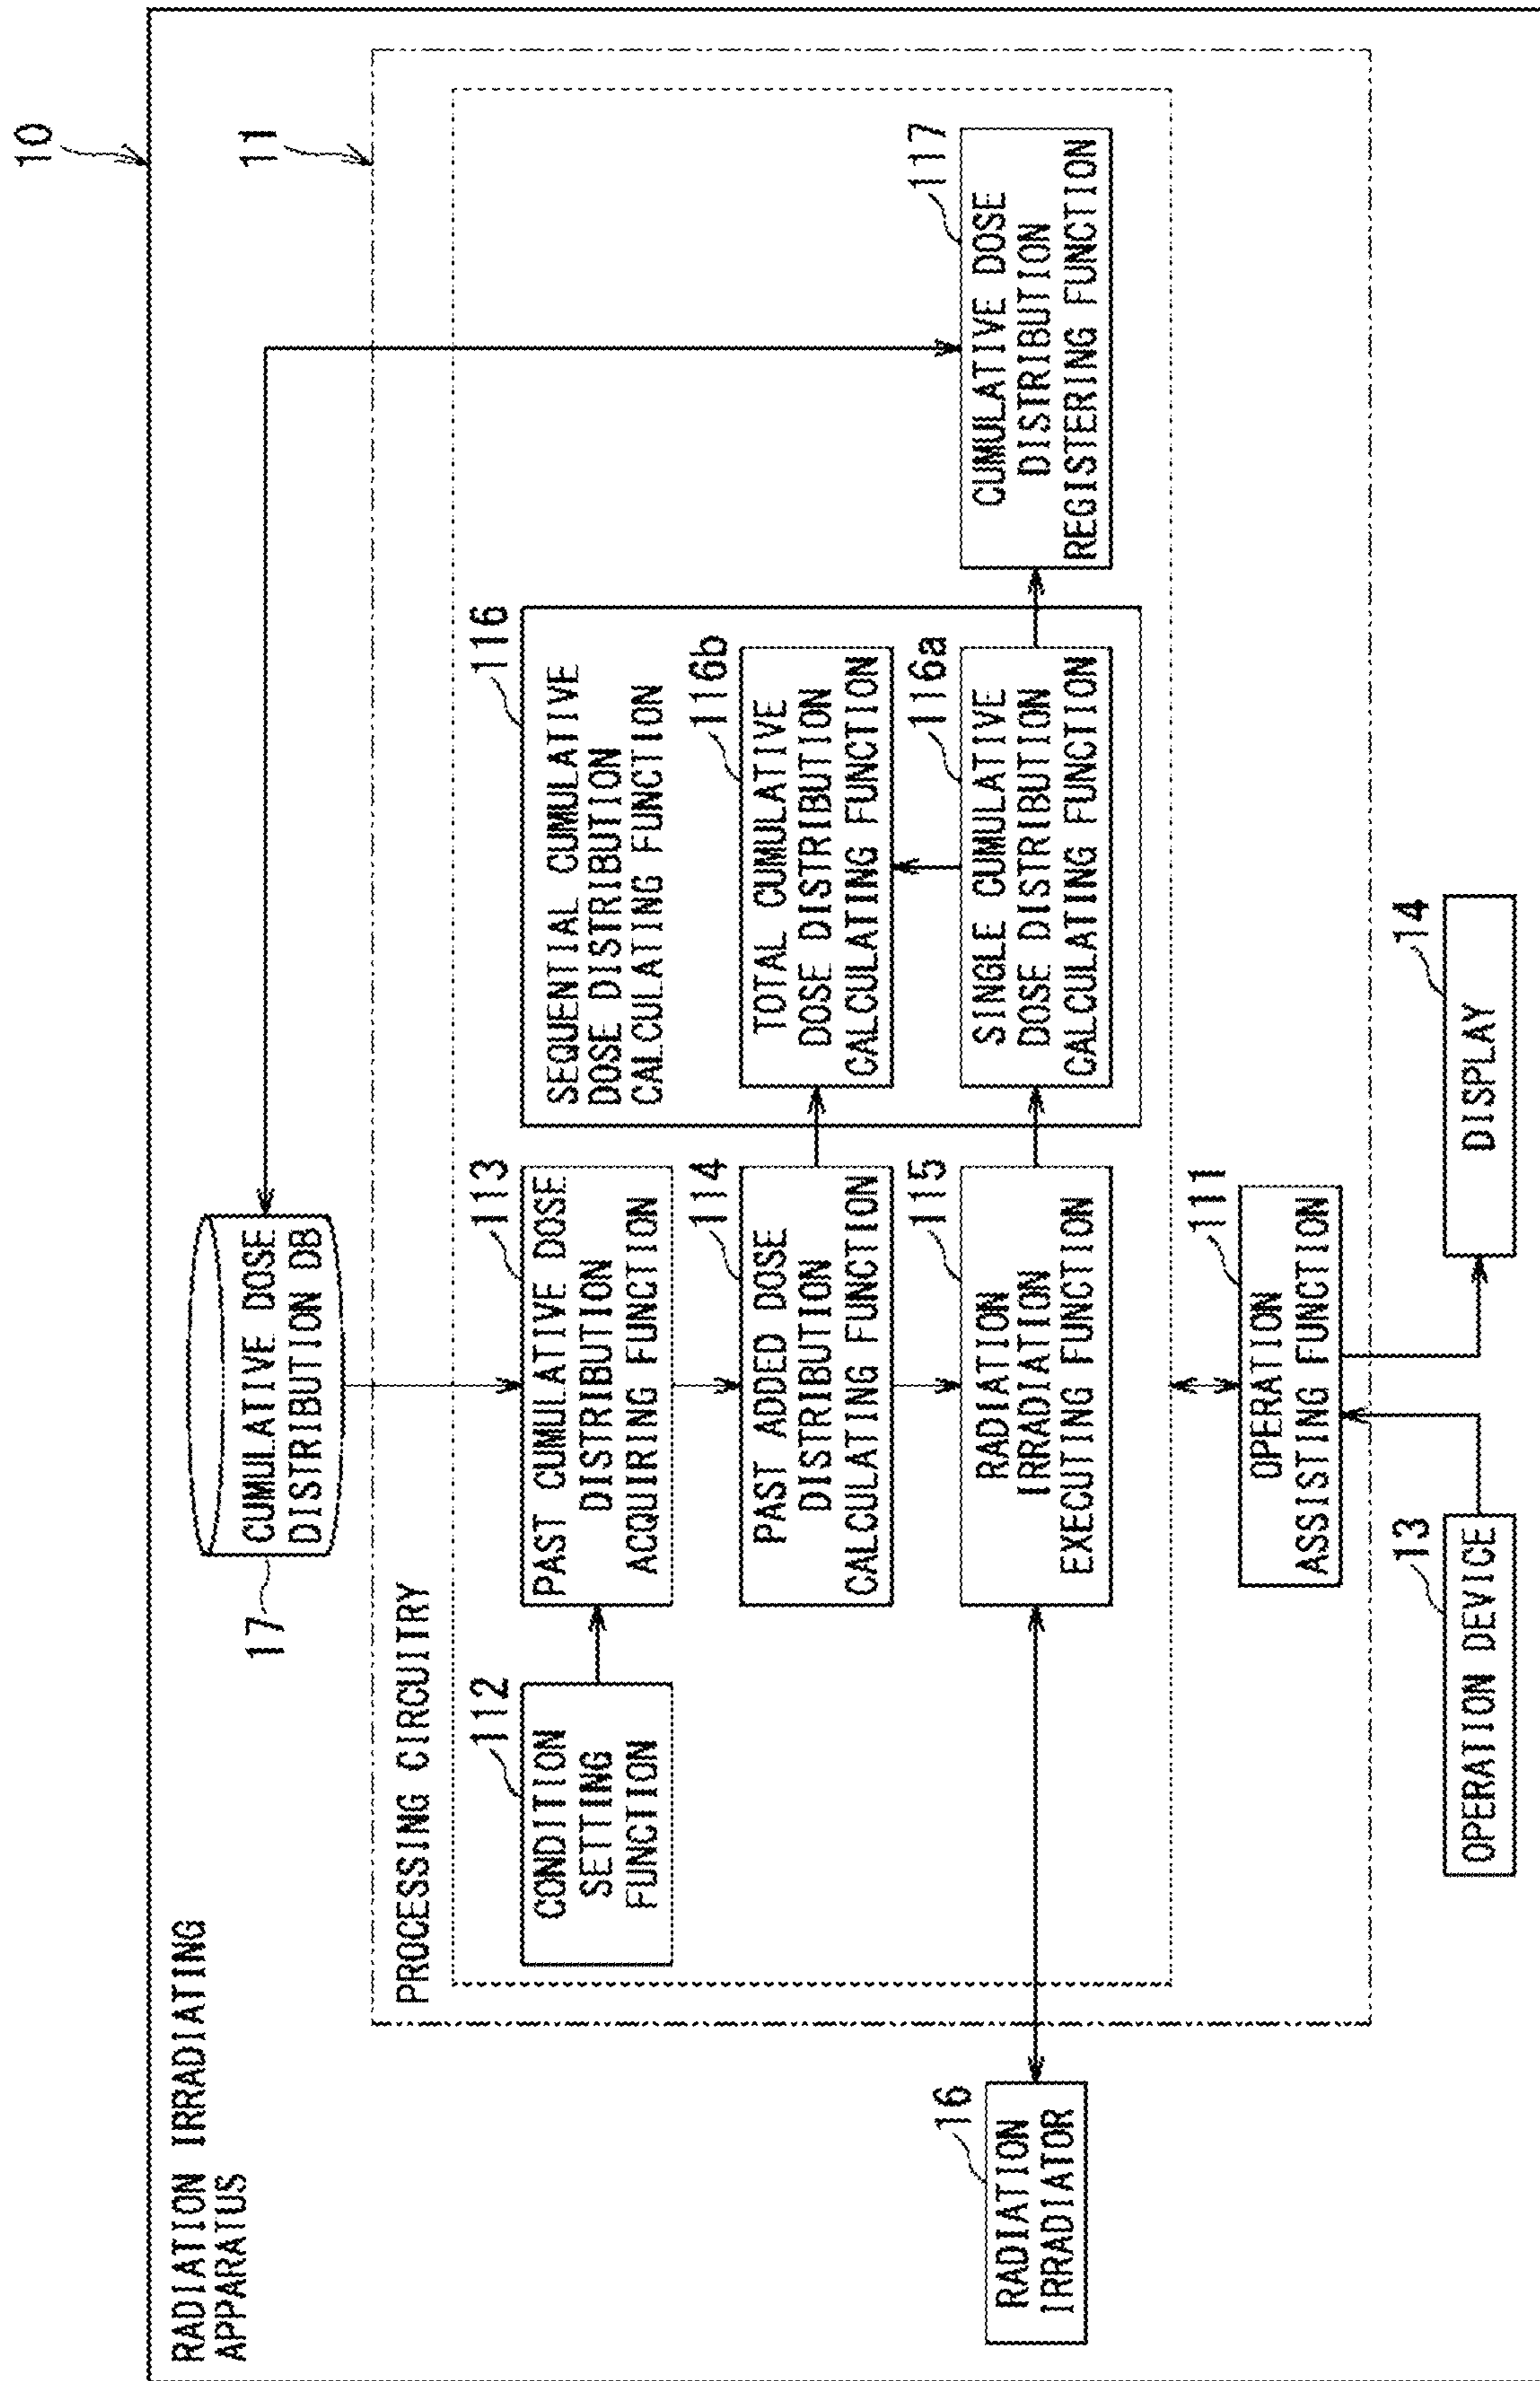 10
RADIATION IRRADIATING
APPARATUS
17
CUMULATIVE DOSE
DISTRIBUTION DB
11
PROCESSING CIRCUITRY
112
CONDITION
SETTING
FUNCTION
113
PAST CUMULATIVE DOSE
DISTRIBUTION
ACQUIRING FUNCTION
116
SEQUENTIAL CUMULATIVE
DOSE DISTRIBUTION
CALCULATING FUNCTION
114
PAST ADDED DOSE
DISTRIBUTION
CALCULATING FUNCTION
116b
TOTAL CUMULATIVE
DOSE DISTRIBUTION
CALCULATING FUNCTION
16
RADIATION
IRRADIATOR
115
RADIATION
IRRADIATION
EXECUTING FUNCTION
116a
SINGLE CUMULATIVE
DOSE DISTRIBUTION
CALCULATING FUNCTION
117
CUMULATIVE DOSE
DISTRIBUTION
REGISTERING FUNCTION
111
OPERATION
ASSISTING FUNCTION
13
OPERATION DEVICE
14
DISPLAY